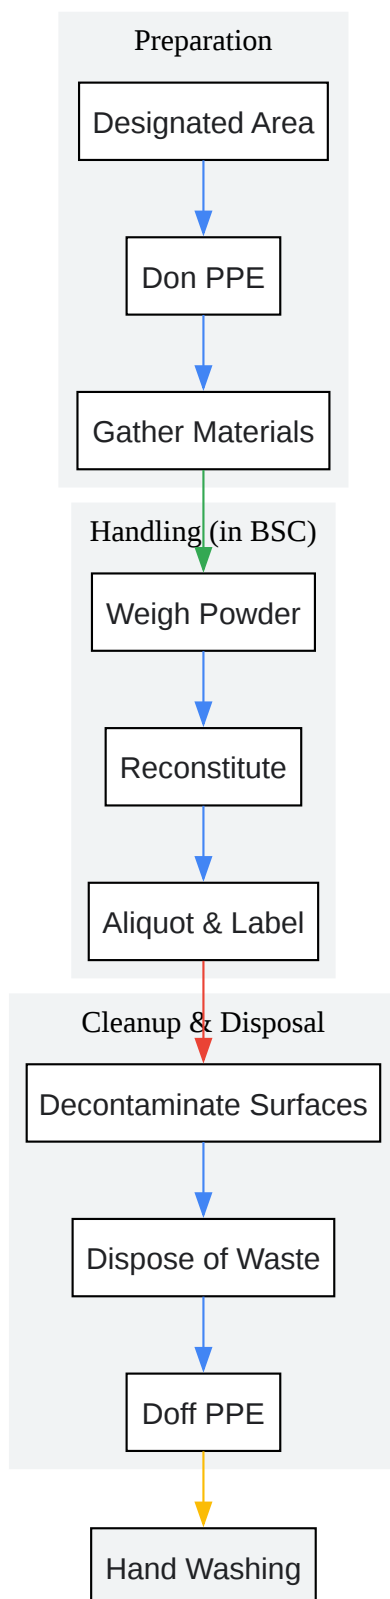 Preparation
Designated Area
Don PPE
Gather Materials
Handling (in BSC)
Weigh Powder
Reconstitute
Aliquot & Label
Cleanup & Disposal
Decontaminate Surfaces
Dispose of Waste
Doff PPE
Hand Washing